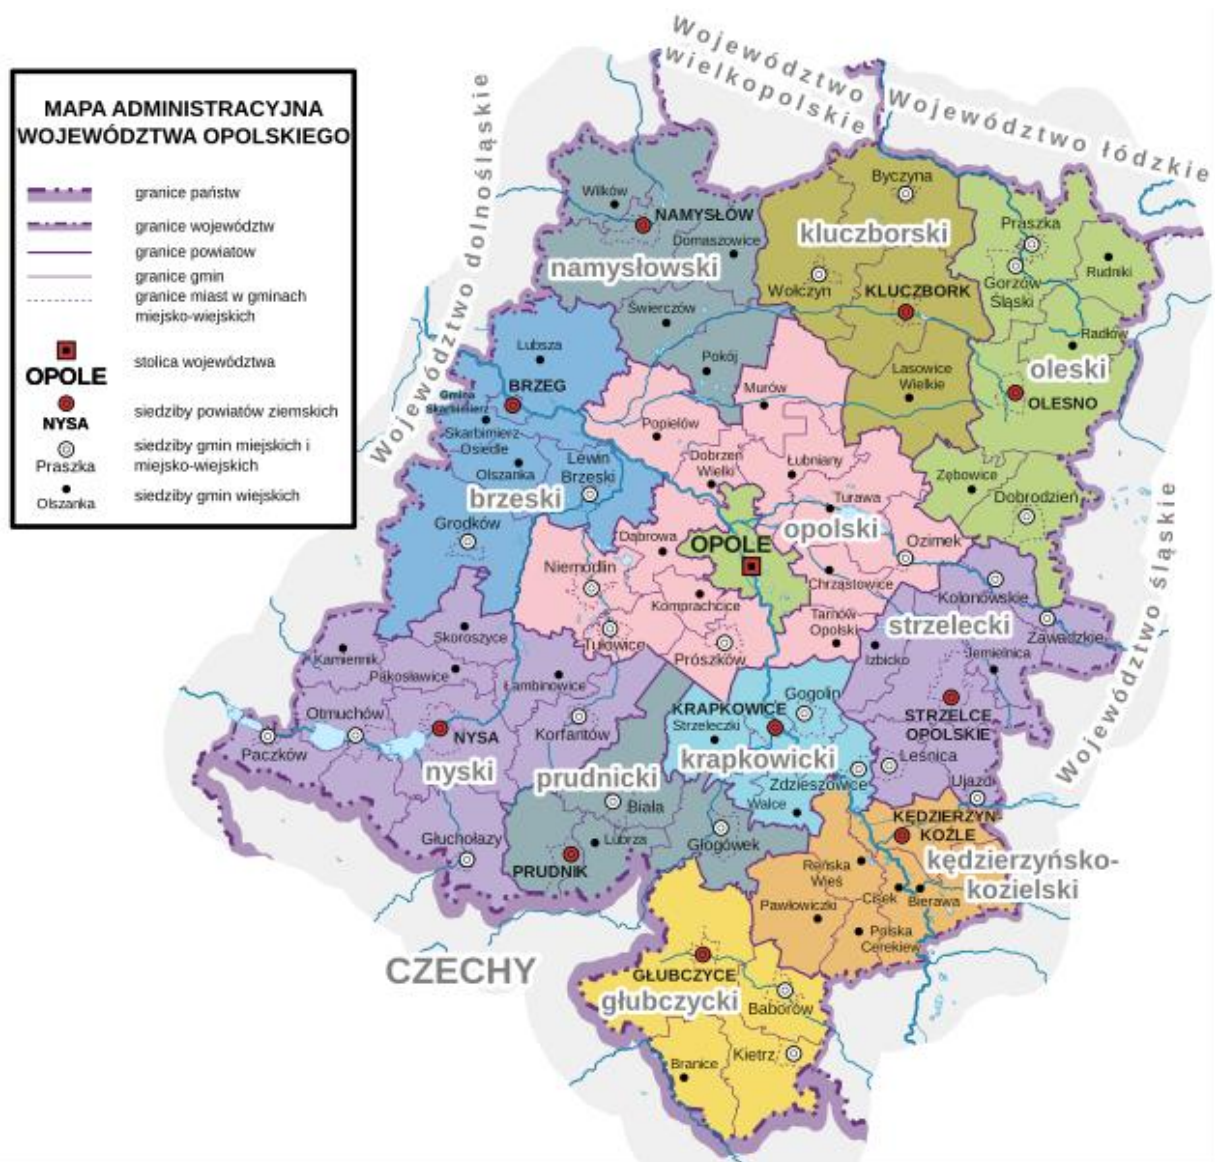 MAPA ADMINISTRACYJNA
WOJEWÓDZTWA OPOLSKIEGO
granice państw
granice województw
granice powiatow
granice gmin
granice miast w gminach
miejsko-wiejskich
stolica województwa
OPOLE
siedziby powiatów ziemskich
NYSA
siedziby gmin miejskich i
miejsko-wiejskich
Praszka
siedziby gmin wiejskich
Olszanka
Województwo
wielkopolskie
Województwo łódzkie
Województwo dolnośląskie
Województwo śląskie
Wilków
NAMYSŁÓW
Domaszowice
namysłowski
Świerczów
Pokój
Byczyna
kluczborski
Wołczyn
KLUCZBORK
Lasowice
Wielkie
Praszka
Rudniki
Gorzów
Śląski
Radłów
oleski
OLESNO
Zębowice
Dobrodzień
Lubsza
BRZEG
Gmina
Skarbimierz
Skarbimierz-
Osiedle
Olszanka
Lewin
Brzeski
brzeski
Grodków
Murów
Popielów
Dobrzeń
Wielki
Łubniany
Turawa
opolski
OPOLE
Ozimek
Dąbrowa
Niemodlin
Chrząstowice
Komprachcice
Tarnów
Opolski
Tułowice
Prószków
Kolonowskie
strzelecki
Zawadzkie
Izbicko
Jemielnica
STRZELCE
OPOLSKIE
Leśnica
Ujazd
Skoroszyce
Kamiennik
Pakosławice
Łambinowice
Otmuchów
Paczków
NYSA
Korfantów
nyski
Głuchołazy
prudnicki
Biała
Lubrza
PRUDNIK
Głogówek
KRAPKOWICE
Gogolin
Strzeleczki
krapkowicki
Zdzieszowice
Walce
KĘDZIERZYN-
KOŹLE
kędzierzyńsko-
kozielski
Reńska
Wieś
Cisek
Bierawa
Pawłowiczki
Polska
Cerekiew
CZECHY
GŁUBCZYCE
głubczycki
Baborów
Kietrz
Branice